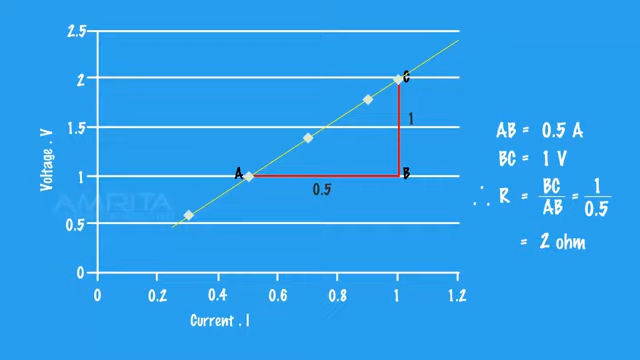 2.5
2
1.5
1
0.5
0
Voltage . V
0
0.2
0.4
0.6
0.8
1
1.2
Current . I
A
B
C
0.5
1
AMRITA
AB = 0.5 A
BC = 1 V
∴ R = BC/AB = 1/0.5
= 2 ohm